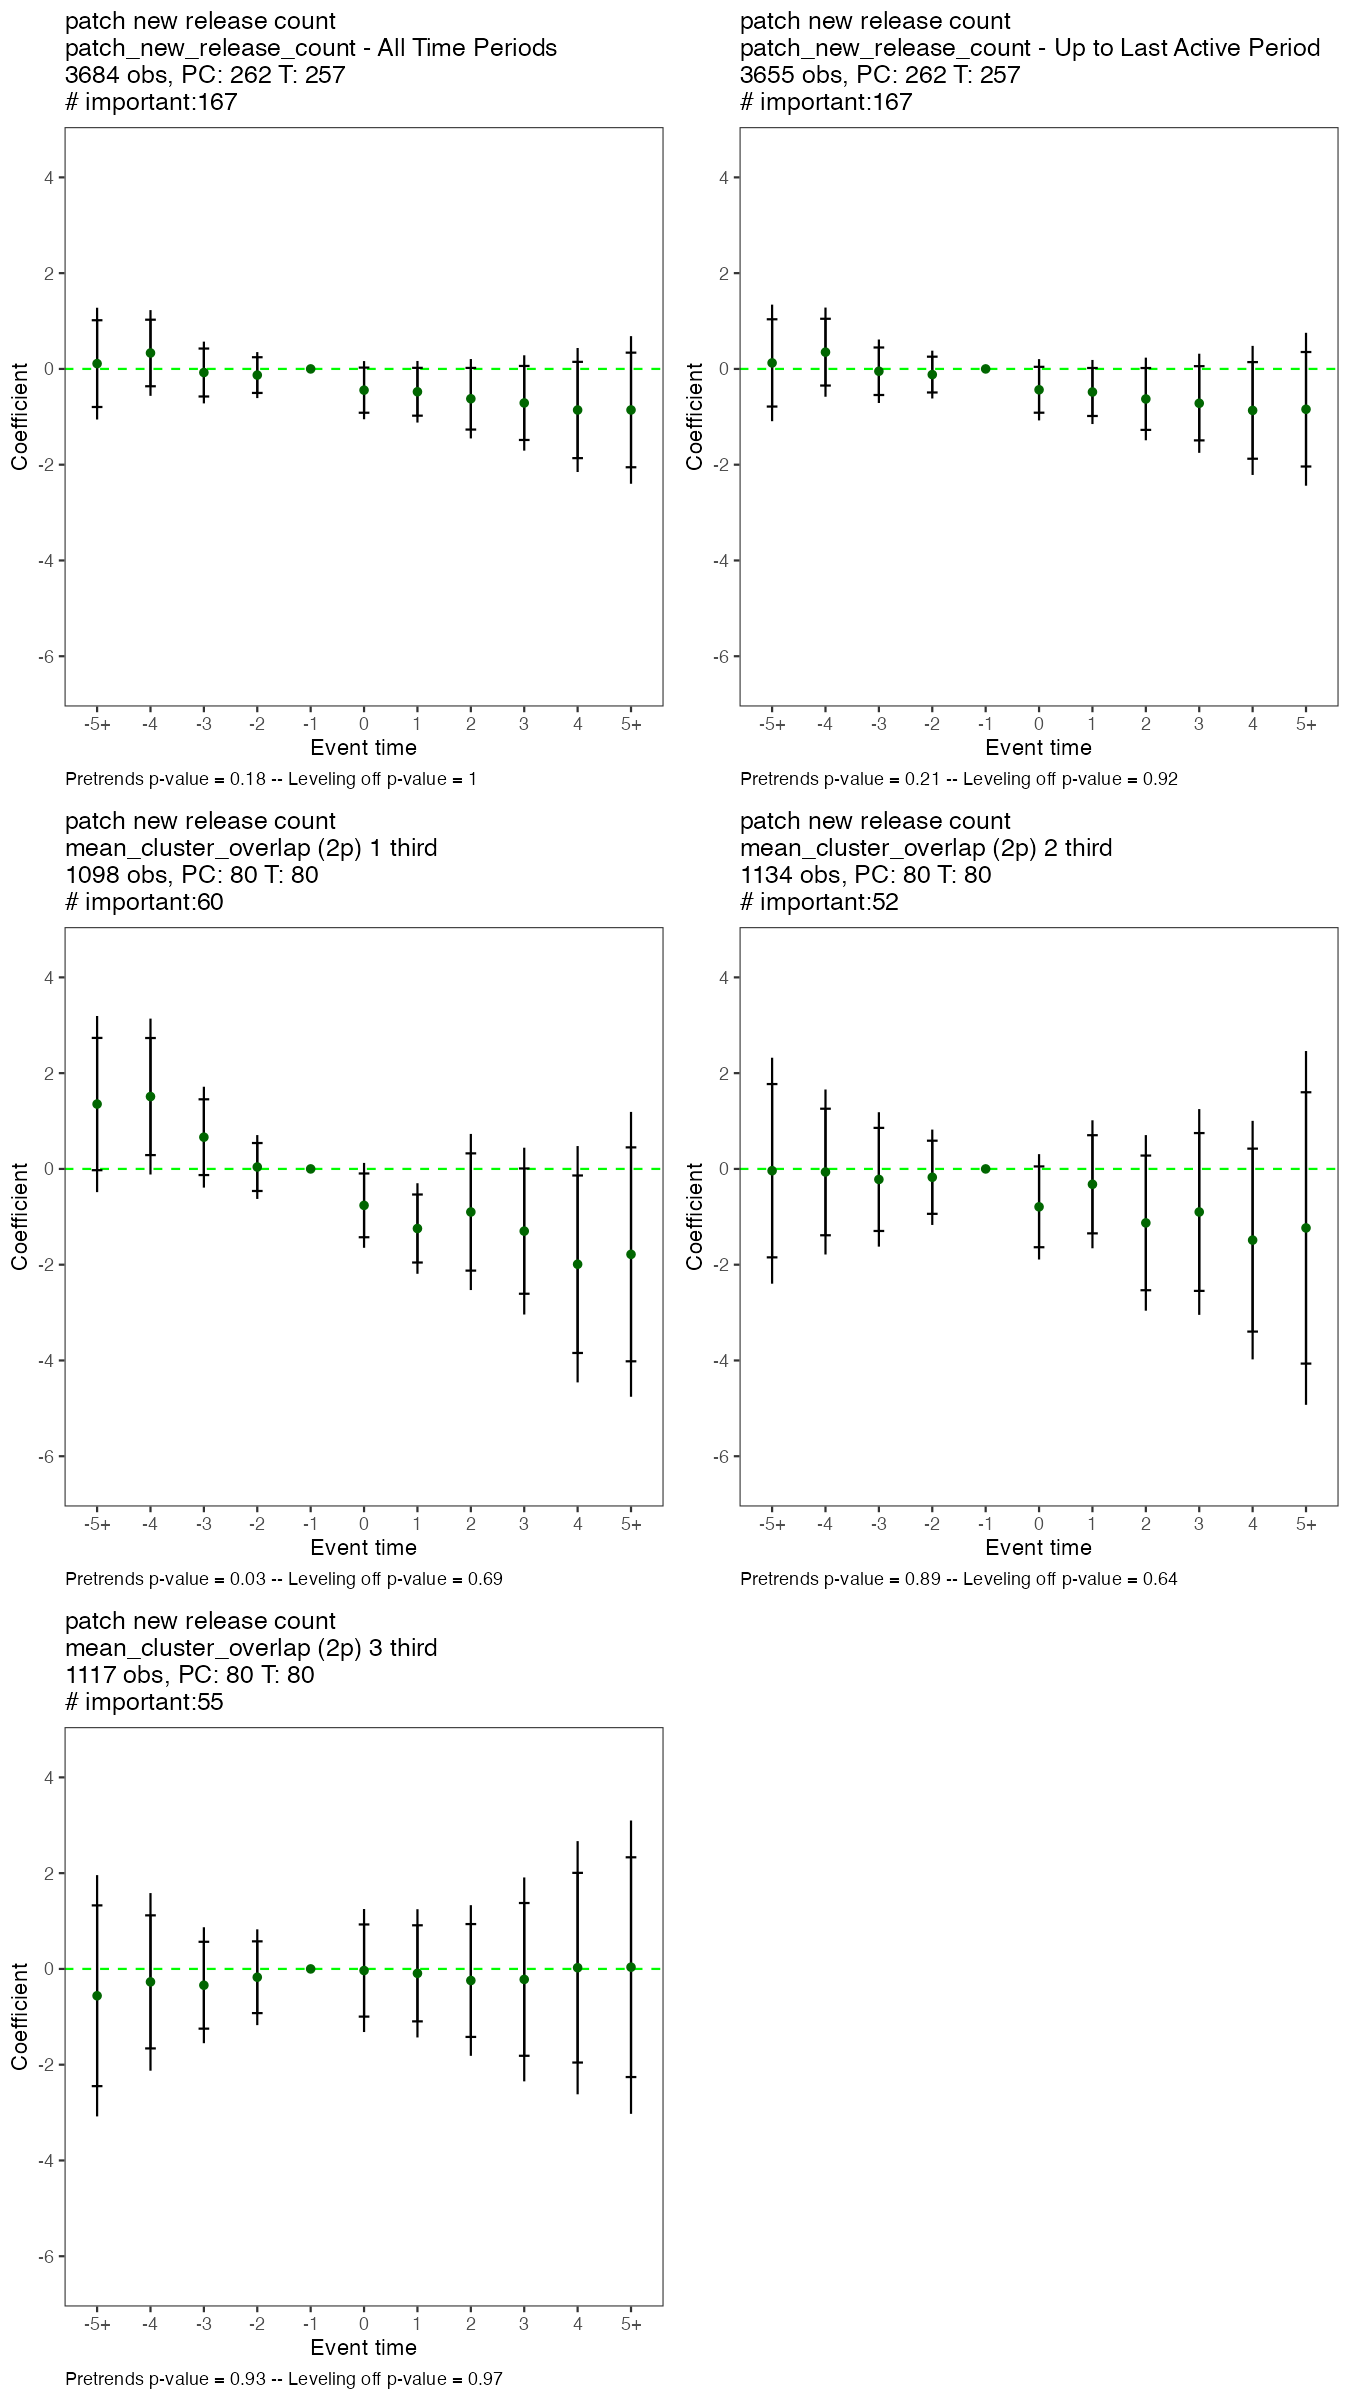 patch new release count
patch_new_release_count - All Time Periods
3684 obs, PC: 262 T: 257
# important:167
4
2
0
-2
-4
-6
Coefficient
-5+ -4 -3 -2 -1 0 1 2 3 4 5+
Event time
Pretrends p-value = 0.18 -- Leveling off p-value = 1
patch new release count
patch_new_release_count - Up to Last Active Period
3655 obs, PC: 262 T: 257
# important:167
4
2
0
-2
-4
-6
Coefficient
-5+ -4 -3 -2 -1 0 1 2 3 4 5+
Event time
Pretrends p-value = 0.21 -- Leveling off p-value = 0.92
patch new release count
mean_cluster_overlap (2p) 1 third
1098 obs, PC: 80 T: 80
# important:60
4
2
0
-2
-4
-6
Coefficient
-5+ -4 -3 -2 -1 0 1 2 3 4 5+
Event time
Pretrends p-value = 0.03 -- Leveling off p-value = 0.69
patch new release count
mean_cluster_overlap (2p) 2 third
1134 obs, PC: 80 T: 80
# important:52
4
2
0
-2
-4
-6
Coefficient
-5+ -4 -3 -2 -1 0 1 2 3 4 5+
Event time
Pretrends p-value = 0.89 -- Leveling off p-value = 0.64
patch new release count
mean_cluster_overlap (2p) 3 third
1117 obs, PC: 80 T: 80
# important:55
4
2
0
-2
-4
-6
Coefficient
-5+ -4 -3 -2 -1 0 1 2 3 4 5+
Event time
Pretrends p-value = 0.93 -- Leveling off p-value = 0.97